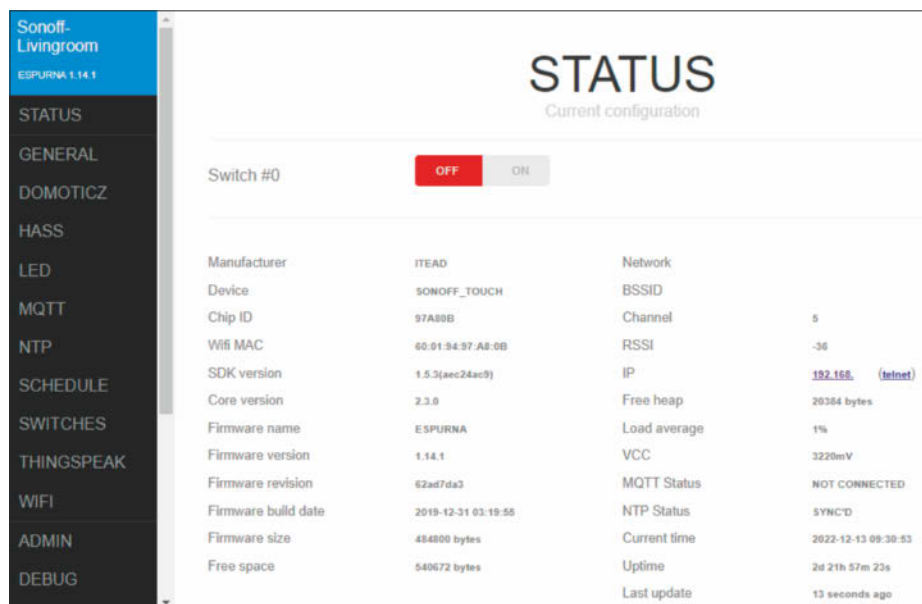 Sonoff-
Livingroom
ESPURNA 1.14.1
STATUS
GENERAL
DOMOTICZ
HASS
LED
MQTT
NTP
SCHEDULE
SWITCHES
THINGSPEAK
WIFI
ADMIN
DEBUG
STATUS
Current configuration
Switch #0 OFF ON
Manufacturer ITEAD
Device SONOFF_TOUCH
Chip ID 97A80B
Wifi MAC 60:01:94:97:A8:0B
SDK version 1.5.3(aec24ac9)
Core version 2.3.0
Firmware name ESPURNA
Firmware version 1.14.1
Firmware revision 62ad7da3
Firmware build date 2019-12-31 03:19:55
Firmware size 484800 bytes
Free space 540672 bytes
Network
BSSID
Channel 5
RSSI -36
IP 192.168. (telnet)
Free heap 20384 bytes
Load average 1%
VCC 3220mV
MQTT Status NOT CONNECTED
NTP Status SYNC'D
Current time 2022-12-13 09:30:53
Uptime 2d 21h 57m 23s
Last update 13 seconds ago